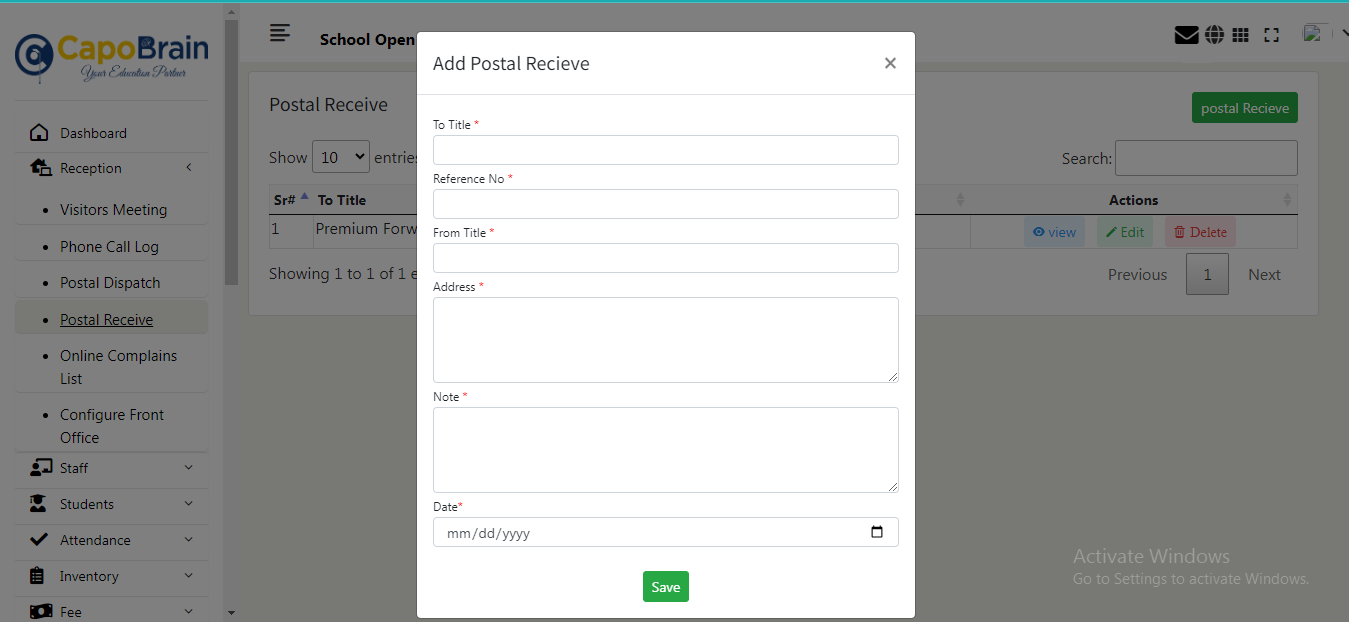 CapoBrain
Your Education Partner
Dashboard
Reception
Visitors Meeting
Phone Call Log
Postal Dispatch
Postal Receive
Online Complains
List
Configure Front
Office
Staff
Students
Attendance
Inventory
Fee
School Open
Postal Receive
postal Recieve
Show 10 entries
Search:
Sr# To Title
Actions
1 Premium Forw
view Edit Delete
Showing 1 to 1 of 1 e
Previous 1 Next
Add Postal Recieve
×
To Title *
Reference No *
From Title *
Address *
Note *
Date*
mm/dd/yyyy
Save
Activate Windows
Go to Settings to activate Windows.